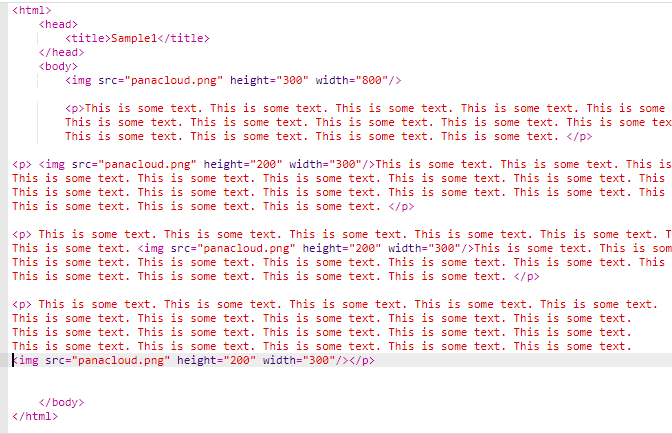 <html>
<head>
<title>Sample1</title>
</head>
<body>
<img src="panacloud.png" height="300" width="800"/>
<p>This is some text. This is some text. This is some text. This is some text. This is some
This is some text. This is some text. This is some text. This is some text. This is some tex
This is some text. This is some text. This is some text. This is some text. </p>
<p> <img src="panacloud.png" height="200" width="300"/>This is some text. This is some text. This is
This is some text. This is some text. This is some text. This is some text. This is some text. This
This is some text. This is some text. This is some text. This is some text. This is some text. This
This is some text. This is some text. This is some text. </p>
<p> This is some text. This is some text. This is some text. This is some text. This is some text. T
This is some text. <img src="panacloud.png" height="200" width="300"/>This is some text. This is som
This is some text. This is some text. This is some text. This is some text. This is some text. This
This is some text. This is some text. This is some text. This is some text. </p>
<p> This is some text. This is some text. This is some text. This is some text. This is some text.
This is some text. This is some text. This is some text. This is some text. This is some text.
This is some text. This is some text. This is some text. This is some text. This is some text.
This is some text. This is some text. This is some text. This is some text. This is some text.
<img src="panacloud.png" height="200" width="300"/></p>
</body>
</html>